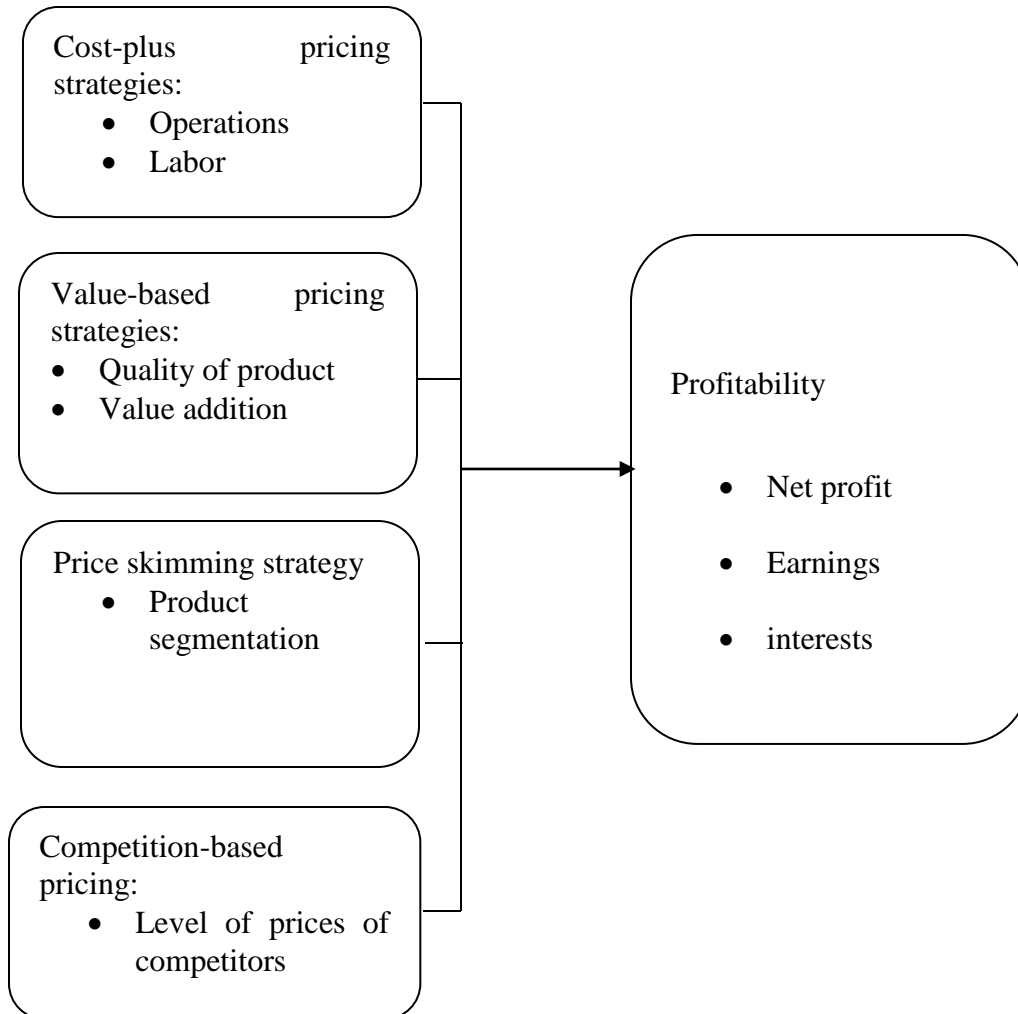 Cost-plus pricing
strategies:
• Operations
• Labor
Value-based pricing
strategies:
• Quality of product
• Value addition
Price skimming strategy
• Product
segmentation
Competition-based
pricing:
• Level of prices of
competitors
Profitability
• Net profit
• Earnings
• interests